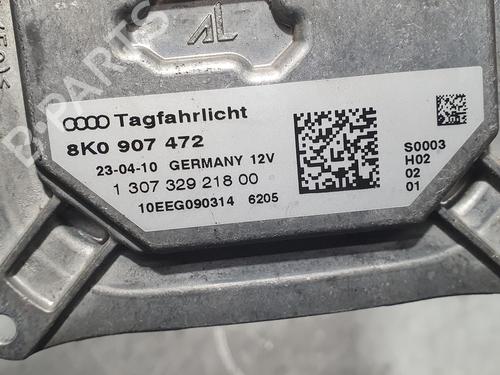 AL
Tagfahrlicht
8K0 907 472
23-04-10 GERMANY 12V
1 307 329 218 00
10EEG090314 6205
S0003
H02
02
01
B-PARTS